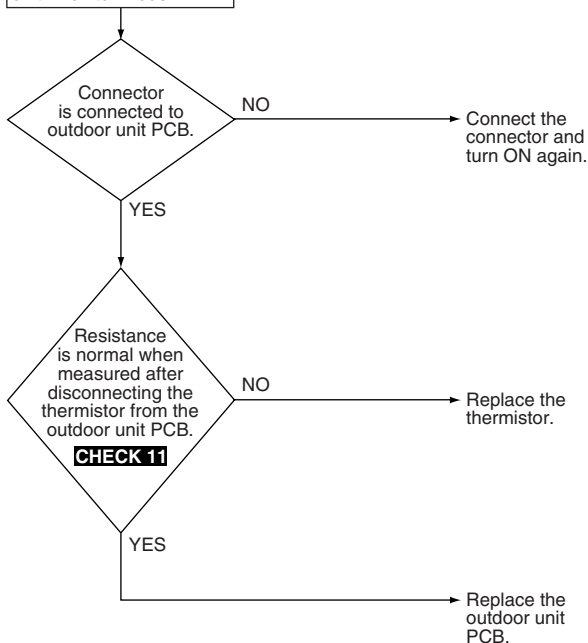 Connector
is connected to
outdoor unit PCB.
NO
Connect the
connector and
turn ON again.
YES
Resistance
is normal when
measured after
disconnecting the
thermistor from the
outdoor unit PCB.
CHECK 11
NO
Replace the
thermistor.
YES
Replace the
outdoor unit
PCB.